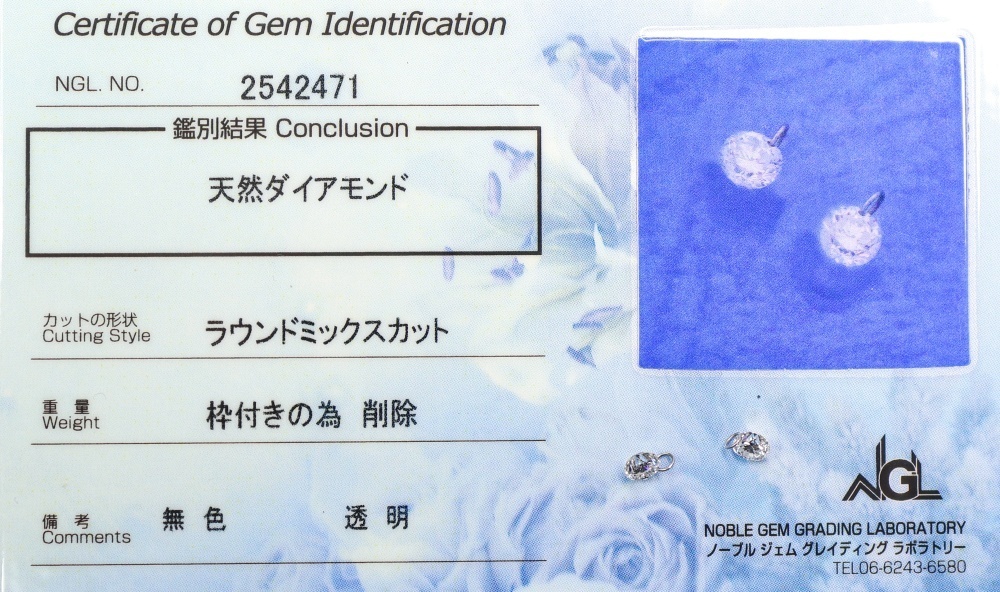 Certificate of Gem Identification
NGL. NO. 2542471
鑑別結果 Conclusion
天然ダイアモンド
カットの形状
Cutting Style
ラウンドミックスカット
重 量
Weight
枠付きの為 削除
備 考
Comments
無 色 透 明
NGL
NOBLE GEM GRADING LABORATORY
ノーブル ジェム グレイディング ラボラトリー
TEL06-6243-6580